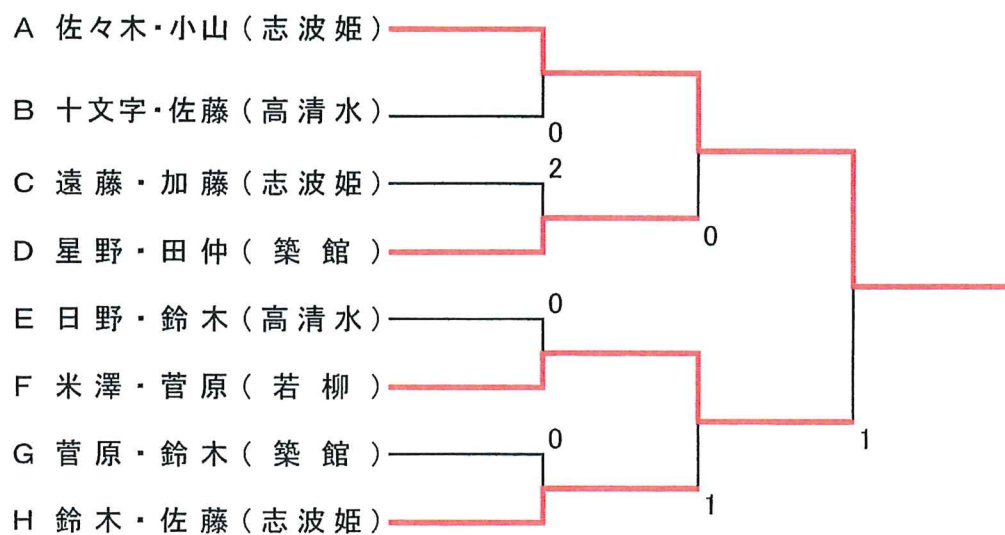 A 佐々木・小山(志波姫)
B 十文字・佐藤(高清水)
0
2
C 遠藤・加藤(志波姫)
D 星野・田仲(築館)
0
0
E 日野・鈴木(高清水)
F 米澤・菅原(若柳)
1
0
G 菅原・鈴木(築館)
1
H 鈴木・佐藤(志波姫)